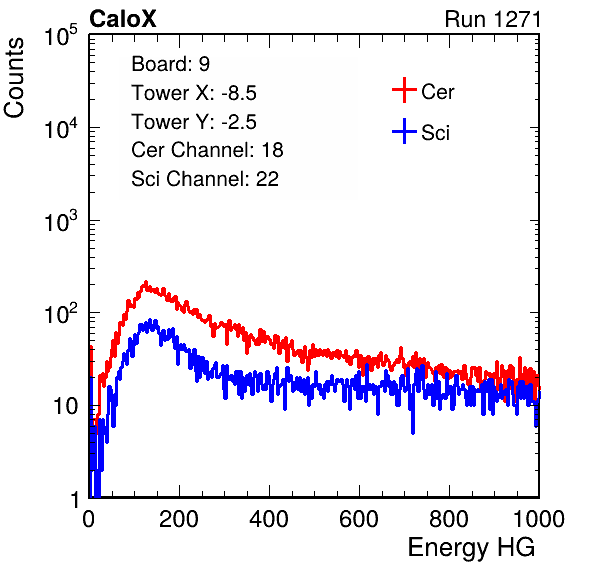 CaloX Run 1271
Counts
10^5
10^4
10^3
10^2
10
1
Board: 9
Tower X: -8.5
Tower Y: -2.5
Cer Channel: 18
Sci Channel: 22
Cer
Sci
0 200 400 600 800 1000
Energy HG